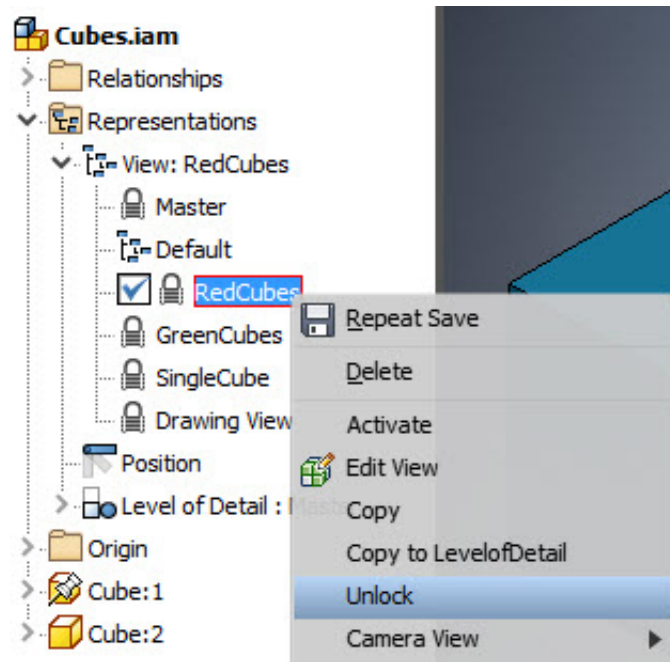 Cubes.iam
Relationships
Representations
View: RedCubes
Master
Default
RedCubes
Repeat Save
GreenCubes
SingleCube
Delete
Drawing View
Activate
Position
Edit View
Level of Detail :
Copy
Origin
Copy to LevelofDetail
Cube:1
Unlock
Cube:2
Camera View